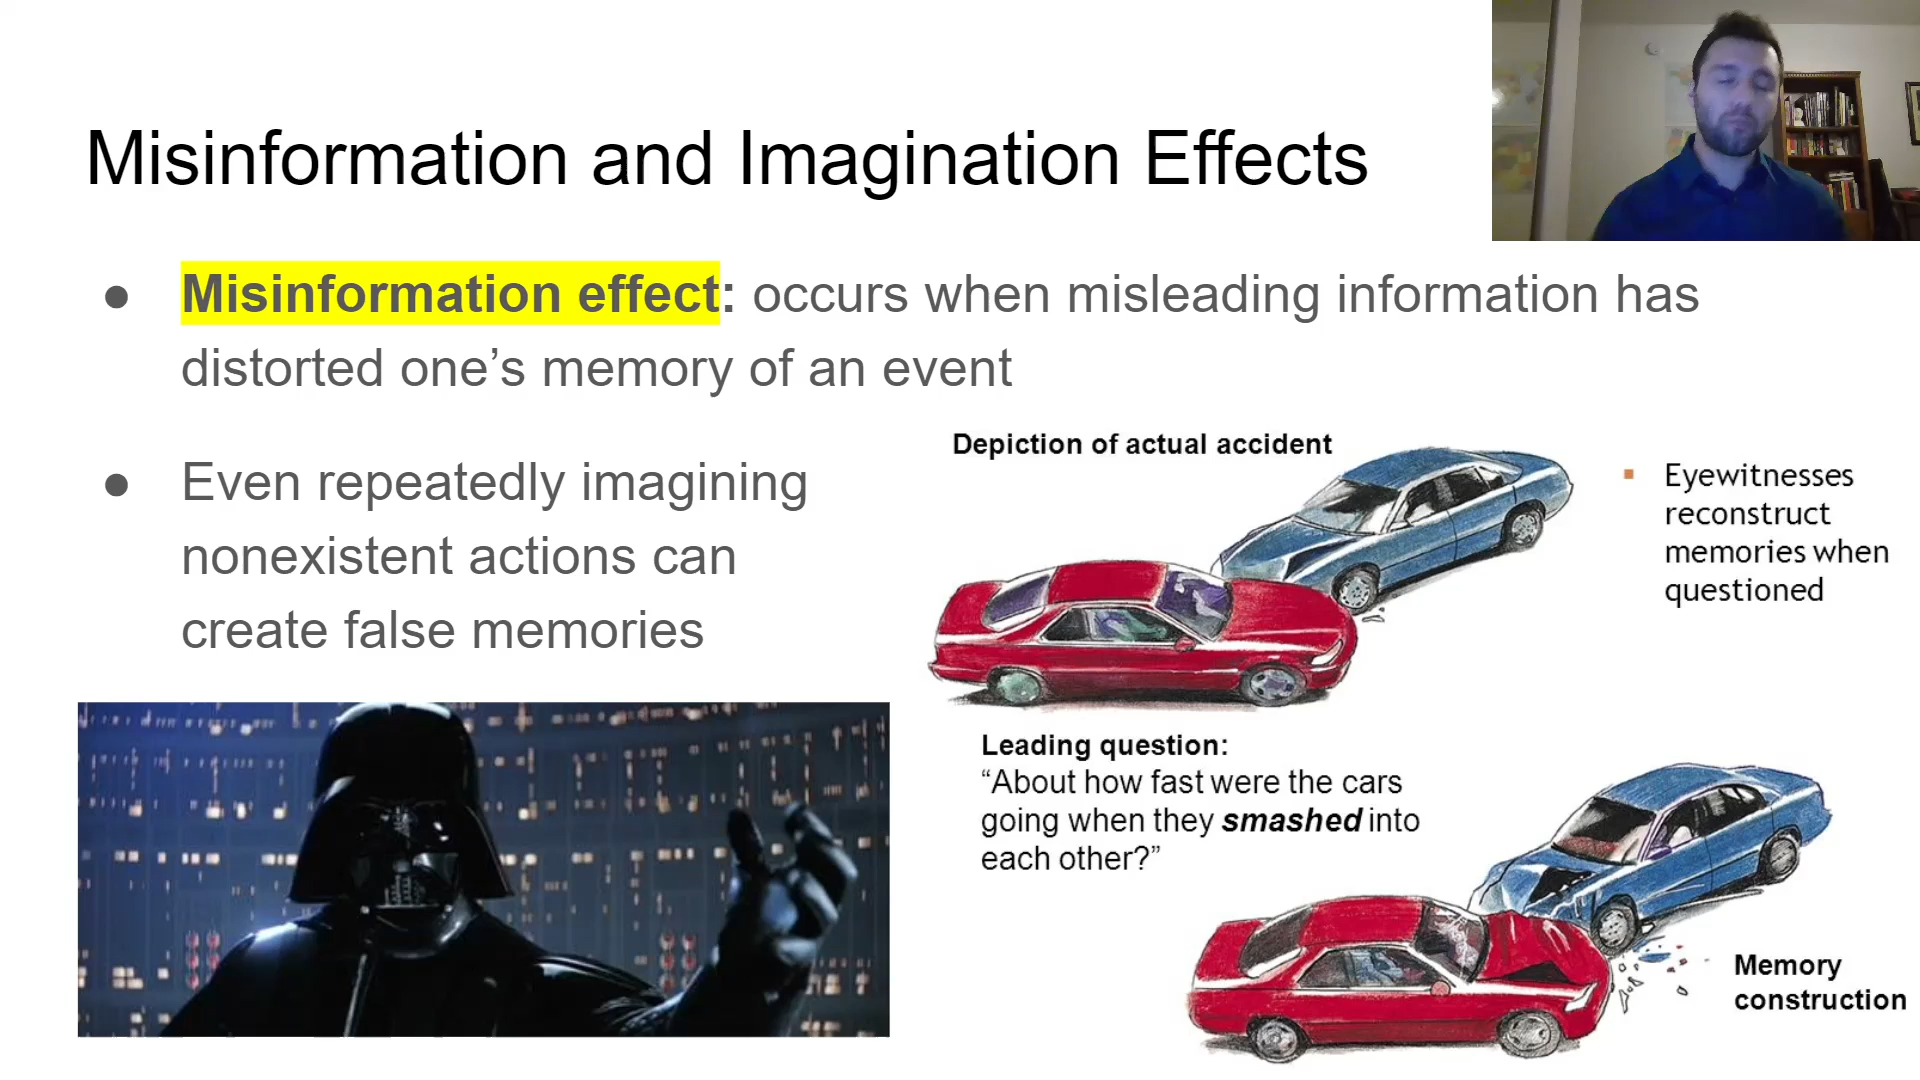 Misinformation and Imagination Effects
● Misinformation effect: occurs when misleading information has
distorted one’s memory of an event
● Even repeatedly imagining
nonexistent actions can
create false memories
Depiction of actual accident
▪ Eyewitnesses
reconstruct
memories when
questioned
Leading question:
“About how fast were the cars
going when they smashed into
each other?”
Memory
construction